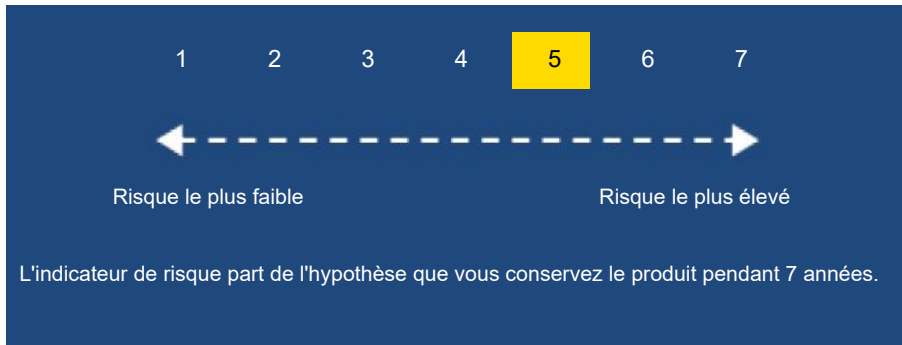 1 2 3 4 5 6 7
Risque le plus faible Risque le plus élevé
L'indicateur de risque part de l'hypothèse que vous conservez le produit pendant 7 années.